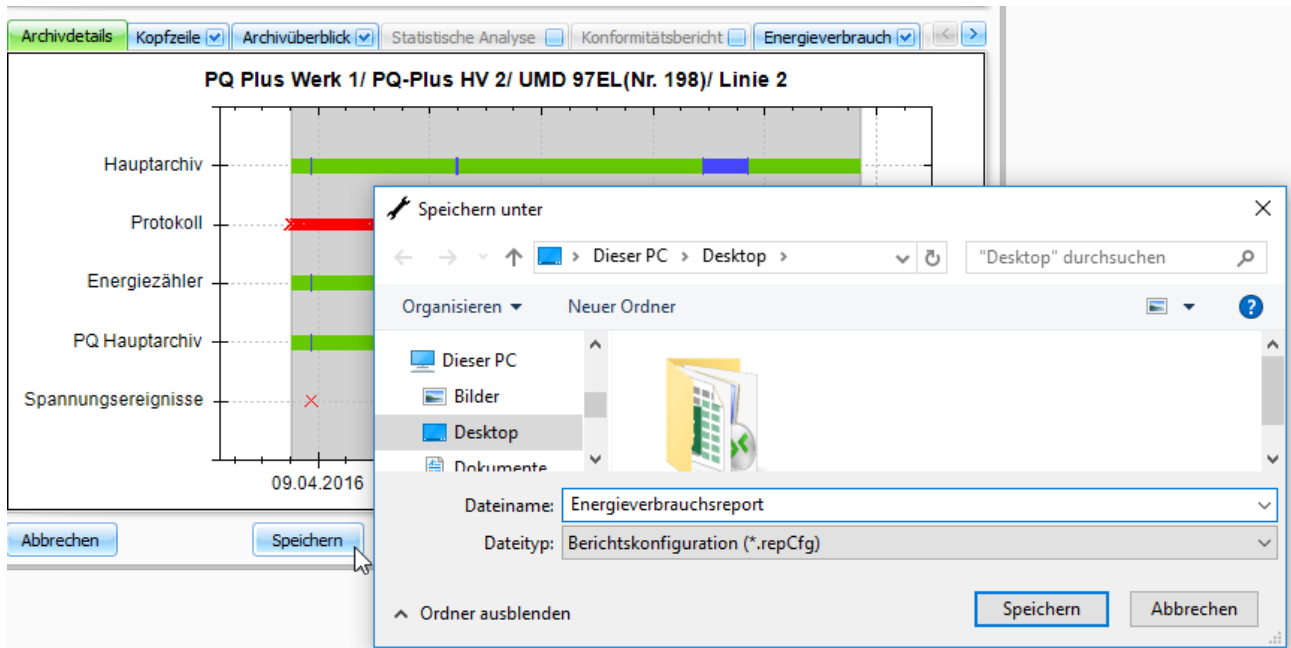 Archivdetails Kopfzeile Archivüberblick Statistische Analyse Konformitätsbericht Energieverbrauch
PQ Plus Werk 1/ PQ-Plus HV 2/ UMD 97EL(Nr. 198)/ Linie 2
Hauptarchiv
Protokoll
Energiezähler
PQ Hauptarchiv
Spannungsereignisse
09.04.2016
Abbrechen Speichern
Speichern unter
Dieser PC Desktop "Desktop" durchsuchen
Organisieren Neuer Ordner
Dieser PC
Bilder
Desktop
Dokumente
Dateiname: Energieverbrauchsreport
Dateityp: Berichtskonfiguration (*.repCfg)
Ordner ausblenden Speichern Abbrechen